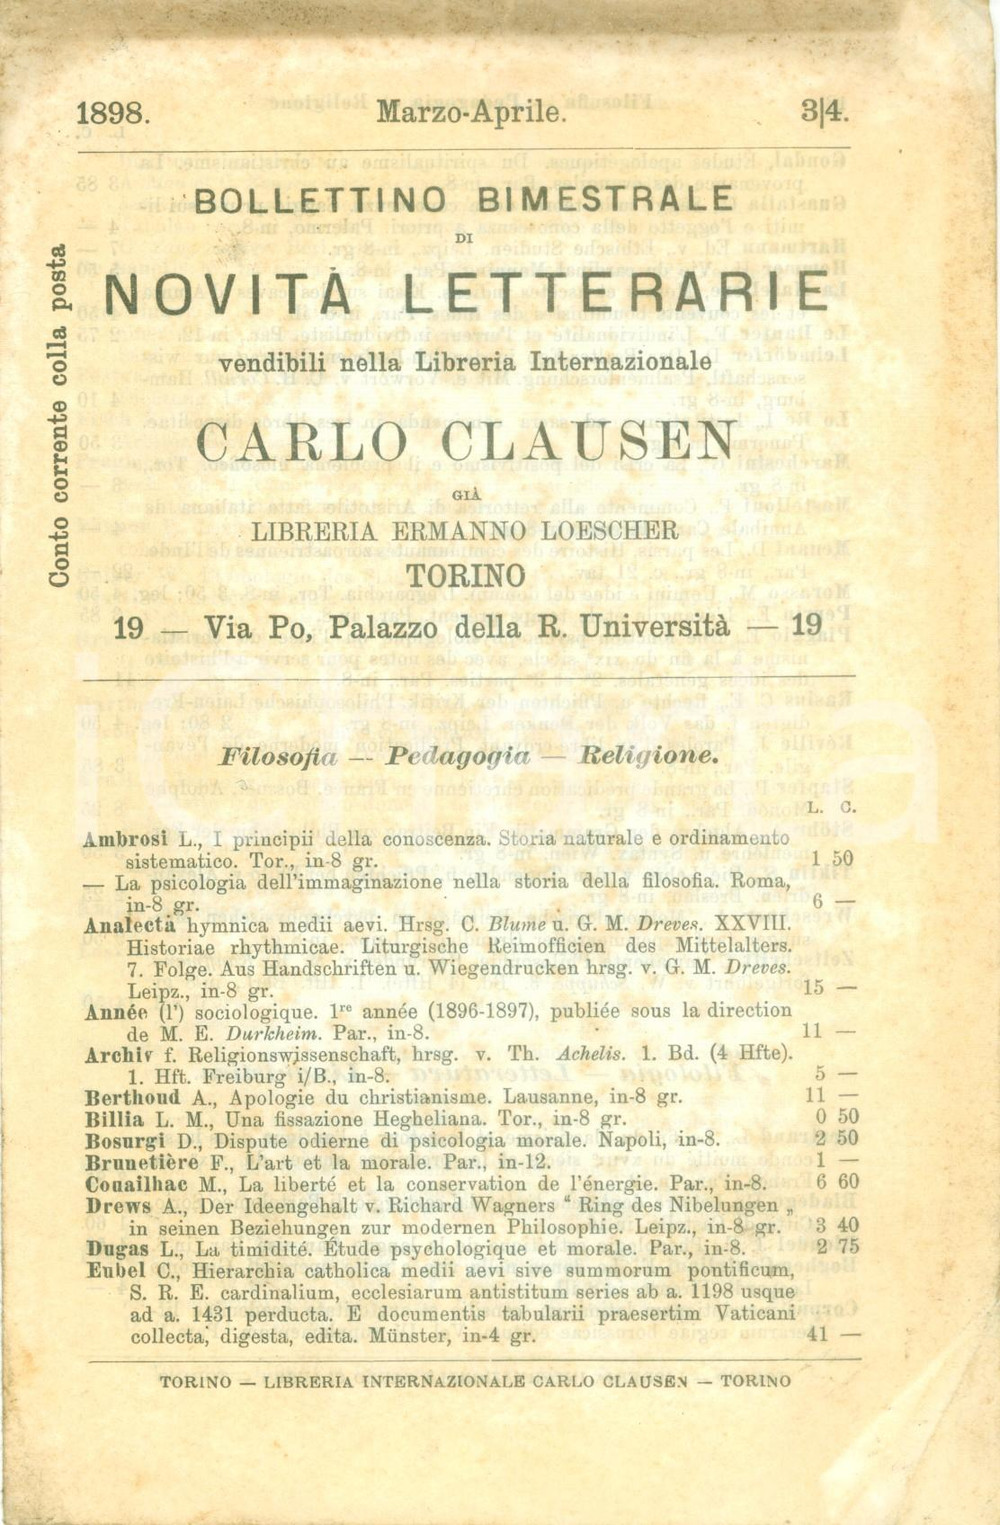 1898. Marzo-Aprile. 3|4.
BOLLETTINO BIMESTRALE
DI
NOVITÀ LETTERARIE
vendibili nella Libreria Internazionale
CARLO CLAUSEN
GIÀ
LIBRERIA ERMANNO LOESCHER
TORINO
19 — Via Po, Palazzo della R. Università — 19
Conto corrente colla posta
Filosofia — Pedagogia — Religione.
L. C.
Ambrosi L., I principii della conoscenza. Storia naturale e ordinamento
sistematico. Tor., in-8 gr. 1 50
— La psicologia dell'immaginazione nella storia della filosofia. Roma,
in-8 gr. 6 —
Analecta hymnica medii aevi. Hrsg. C. Blume u. G. M. Dreves. XXVIII.
Historiae rhythmicae. Liturgische Reimofficien des Mittelalters.
7. Folge. Aus Handschriften u. Wiegendrucken hrsg. v. G. M. Dreves.
Leipz., in-8 gr. 15 —
Année (l') sociologique. 1re année (1896-1897), publiée sous la direction
de M. E. Durkheim. Par., in-8. 11 —
Archiv f. Religionswissenschaft, hrsg. v. Th. Achelis. 1. Bd. (4 Hfte).
1. Hft. Freiburg i/B., in-8. 5 —
Berthoud A., Apologie du christianisme. Lausanne, in-8 gr. 11 —
Billia L. M., Una fissazione Hegheliana. Tor., in-8 gr. 0 50
Bosurgi D., Dispute odierne di psicologia morale. Napoli, in-8. 2 50
Brunetière F., L'art et la morale. Par., in-12. 1 —
Couailhac M., La liberté et la conservation de l'énergie. Par., in-8. 6 60
Drews A., Der Ideengehalt v. Richard Wagners “ Ring des Nibelungen „
in seinen Beziehungen zur modernen Philosophie. Leipz., in-8 gr. 3 40
Dugas L., La timidité. Étude psychologique et morale. Par., in-8. 2 75
Eubel C., Hierarchia catholica medii aevi sive summorum pontificum,
S. R. E. cardinalium, ecclesiarum antistitum series ab a. 1198 usque
ad a. 1431 perducta. E documentis tabularii praesertim Vaticani
collecta, digesta, edita. Münster, in-4 gr. 41 —
TORINO — LIBRERIA INTERNAZIONALE CARLO CLAUSEN — TORINO